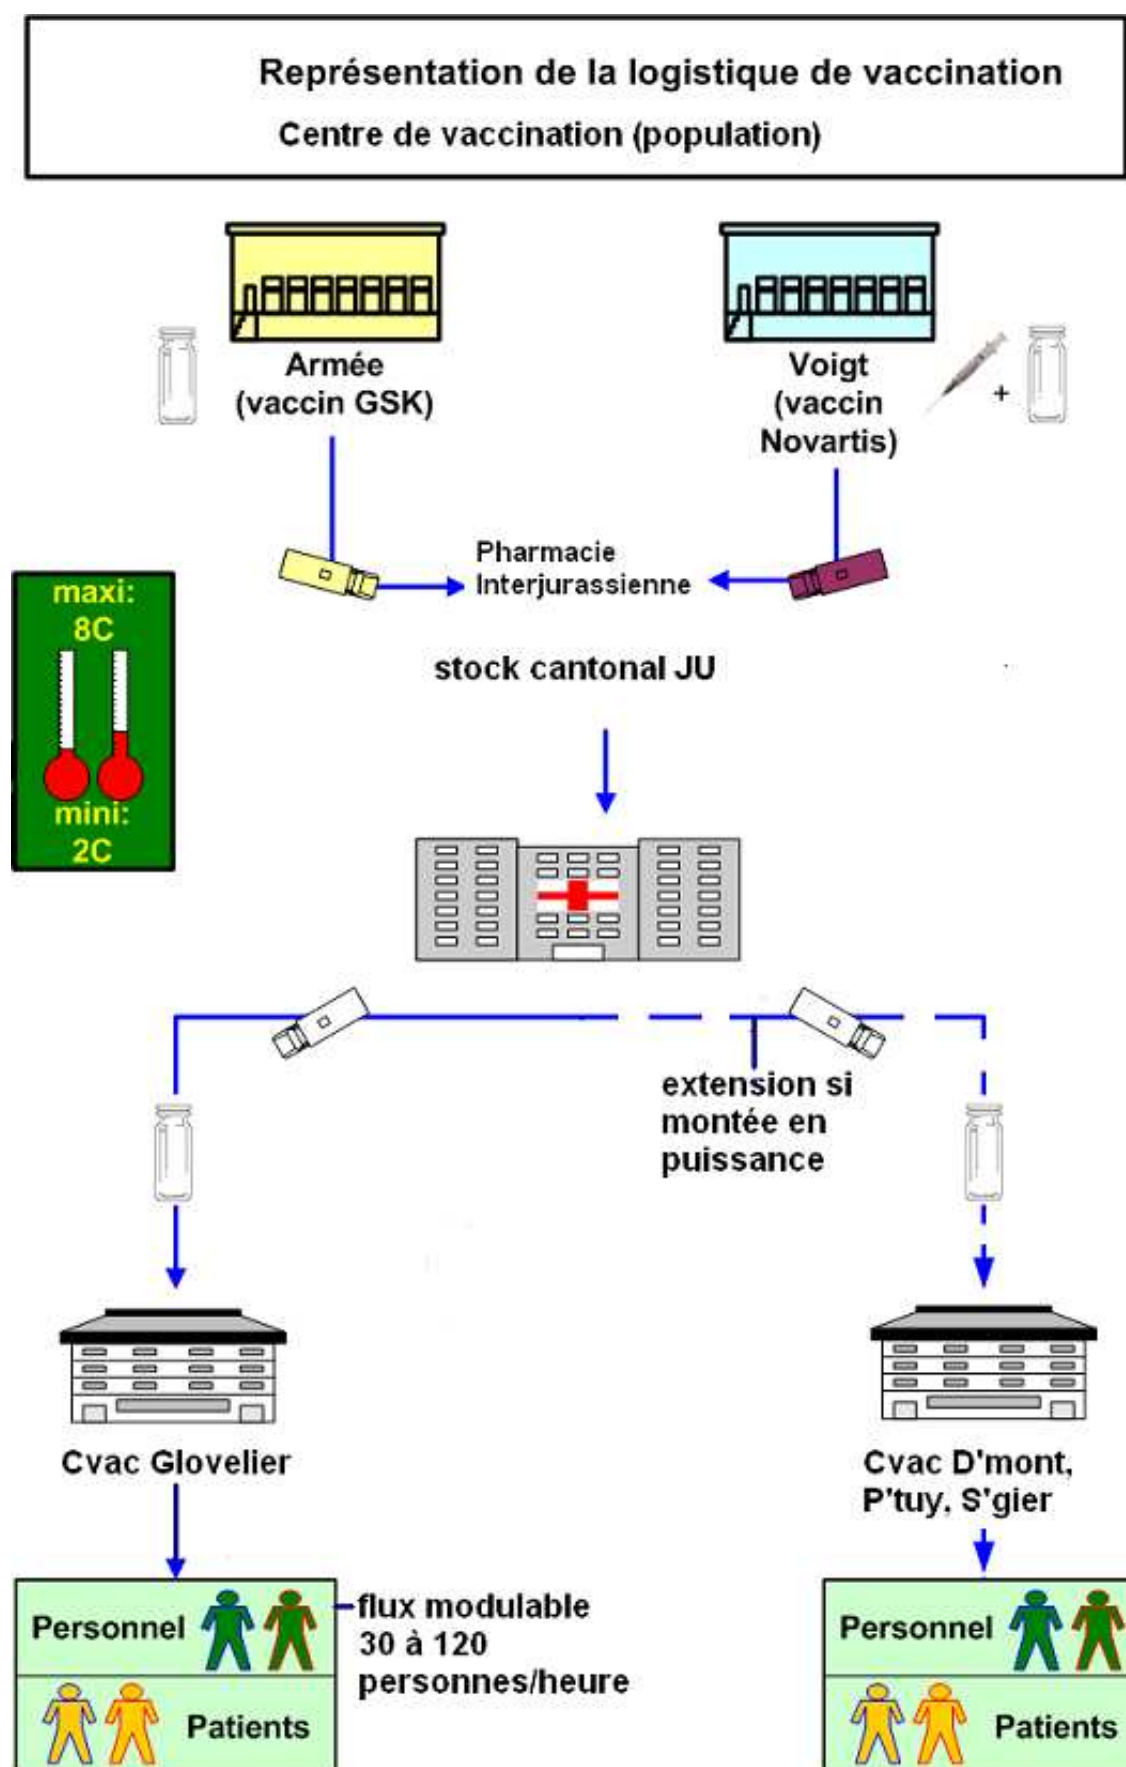 Représentation de la logistique de vaccination
Centre de vaccination (population)
Armée
(vaccin GSK)
Voigt
(vaccin
Novartis)
+
Pharmacie
Interjurassienne
maxi:
8C
mini:
2C
stock cantonal JU
extension si
montée en
puissance
Cvac Glovelier
Cvac D'mont,
P'tuy, S'gier
Personnel
Patients
flux modulable
30 à 120
personnes/heure
Personnel
Patients